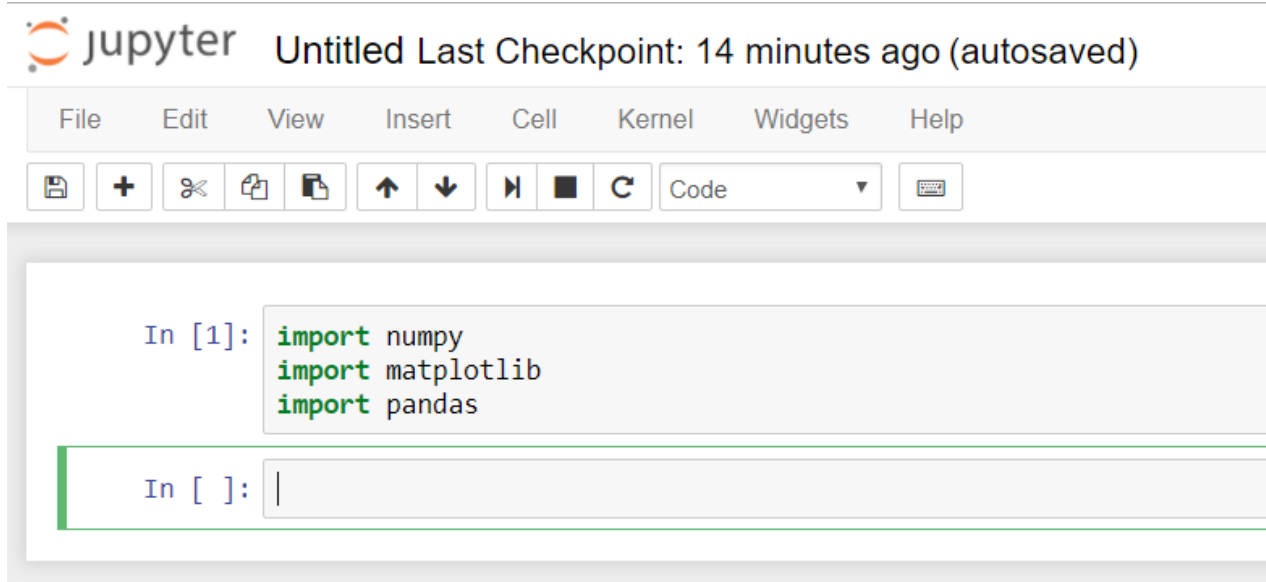 jupyter Untitled Last Checkpoint: 14 minutes ago (autosaved)
File Edit View Insert Cell Kernel Widgets Help
Code
In [1]: import numpy
import matplotlib
import pandas
In [ ]: